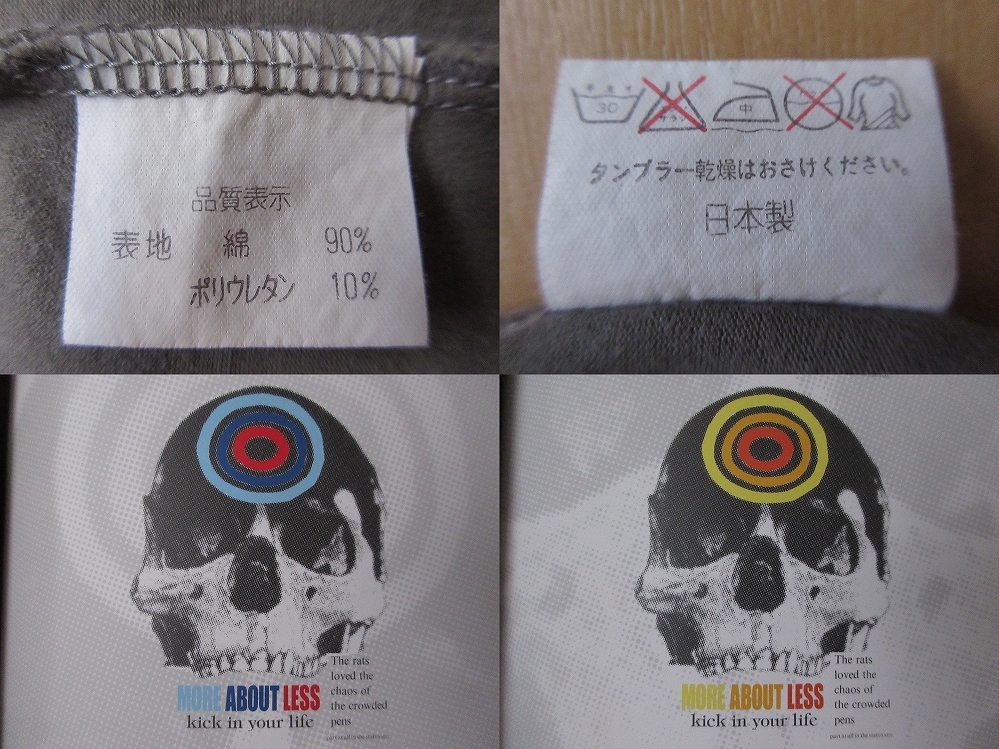 品質表示
表地 綿 90%
ポリウレタン 10%
30 中
タンブラー乾燥はおさけください。
日本製
The rats
loved the
chaos of
the crowded
pens
MORE ABOUT LESS
kick in your life
The rats
loved the
chaos of
the crowded
pens
MORE ABOUT LESS
kick in your life